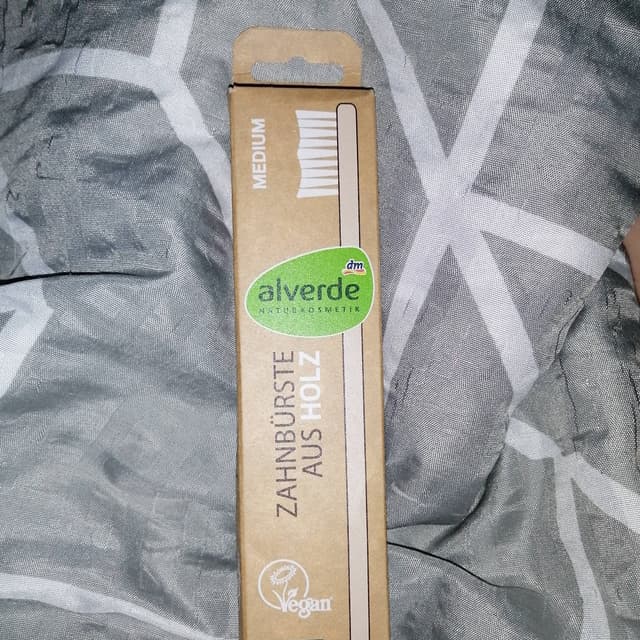 MEDIUM
dm
alverde
NATURKOSMETIK
ZAHNBÜRSTE
AUS HOLZ
Vegan